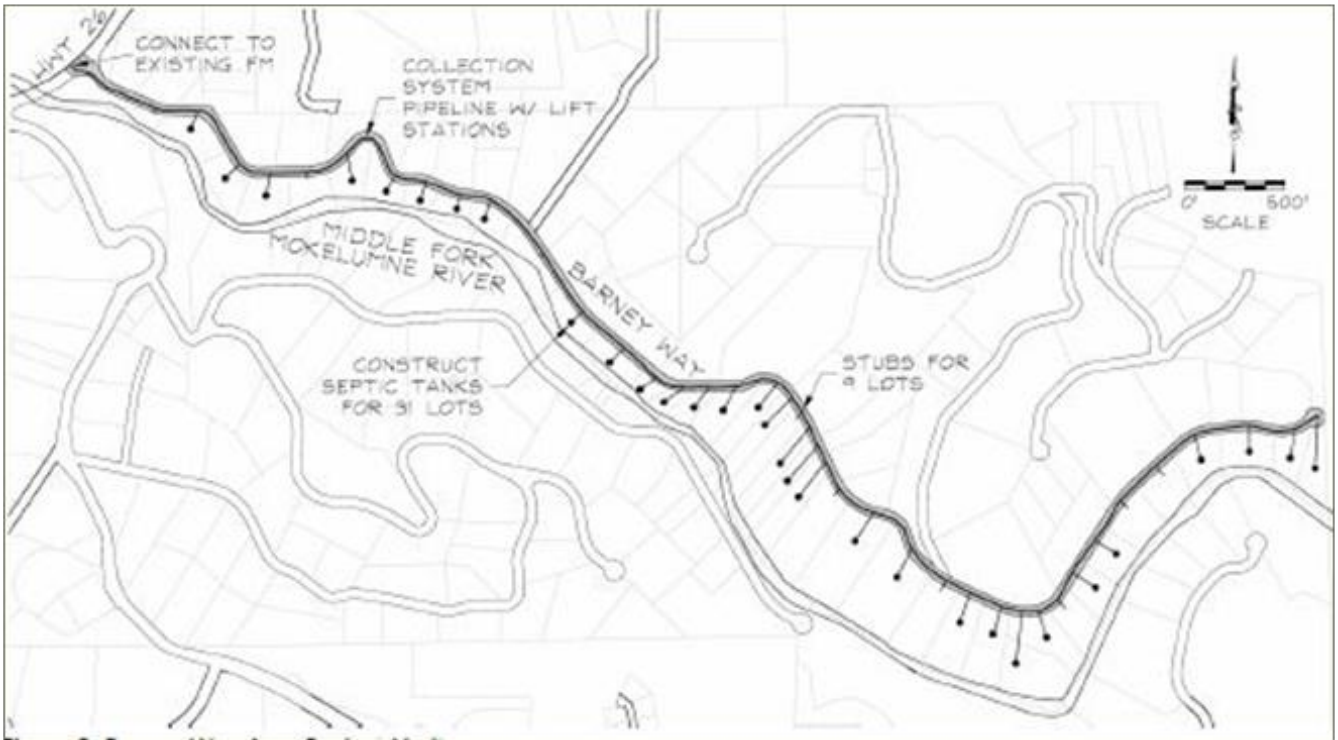 HWY 26
CONNECT TO
EXISTING FM
COLLECTION
SYSTEM
PIPELINE W/ LIFT
STATIONS
0' 500'
SCALE
MIDDLE FORK
MOKELUMNE RIVER
BARNEY WAY
CONSTRUCT
SEPTIC TANKS
FOR 31 LOTS
STUBS FOR
9 LOTS